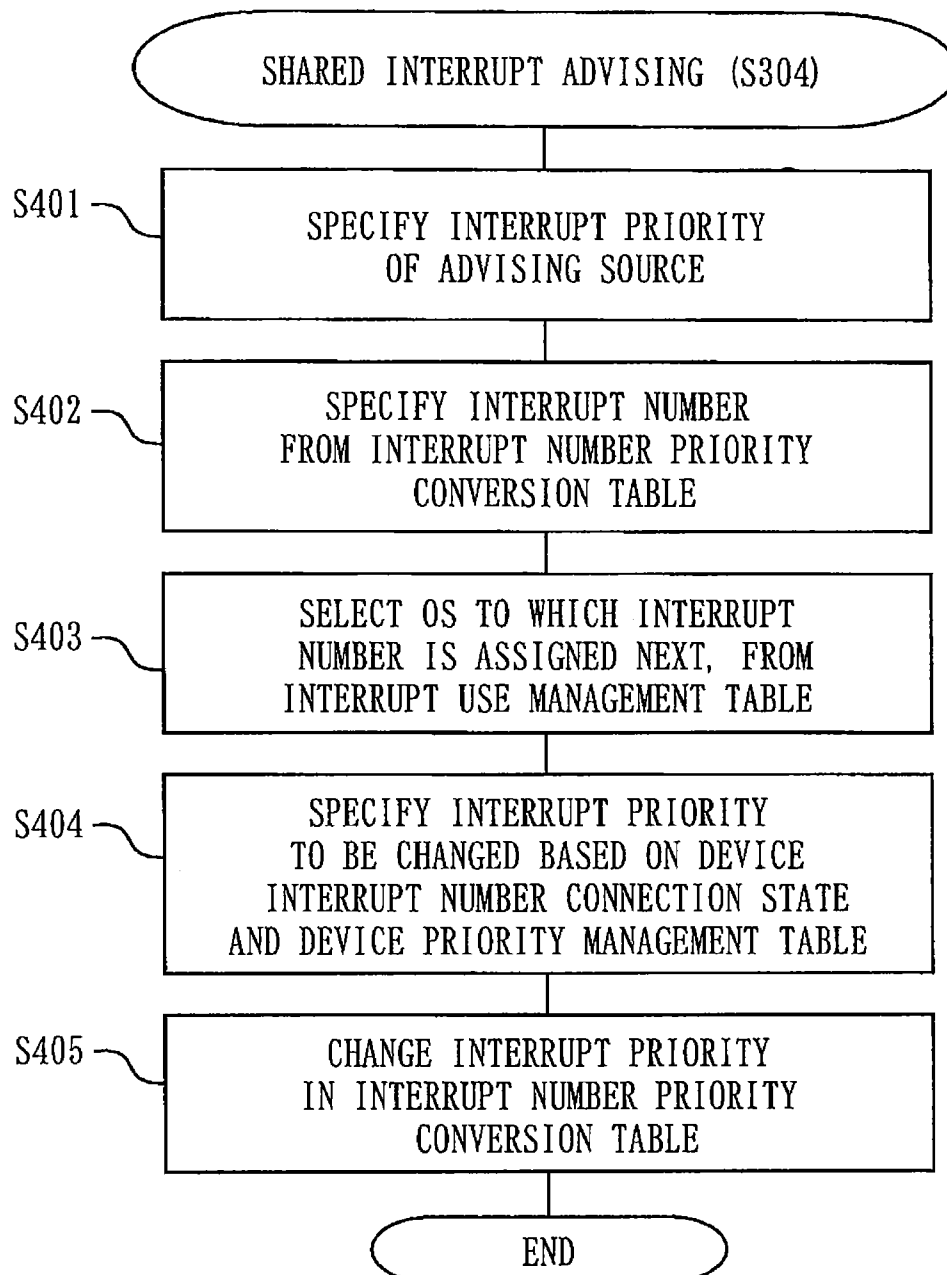 SHARED INTERRUPT ADVISING (S304)
S401
SPECIFY INTERRUPT PRIORITY
OF ADVISING SOURCE
S402
SPECIFY INTERRUPT NUMBER
FROM INTERRUPT NUMBER PRIORITY
CONVERSION TABLE
S403
SELECT OS TO WHICH INTERRUPT
NUMBER IS ASSIGNED NEXT, FROM
INTERRUPT USE MANAGEMENT TABLE
S404
SPECIFY INTERRUPT PRIORITY
TO BE CHANGED BASED ON DEVICE
INTERRUPT NUMBER CONNECTION STATE
AND DEVICE PRIORITY MANAGEMENT TABLE
S405
CHANGE INTERRUPT PRIORITY
IN INTERRUPT NUMBER PRIORITY
CONVERSION TABLE
END